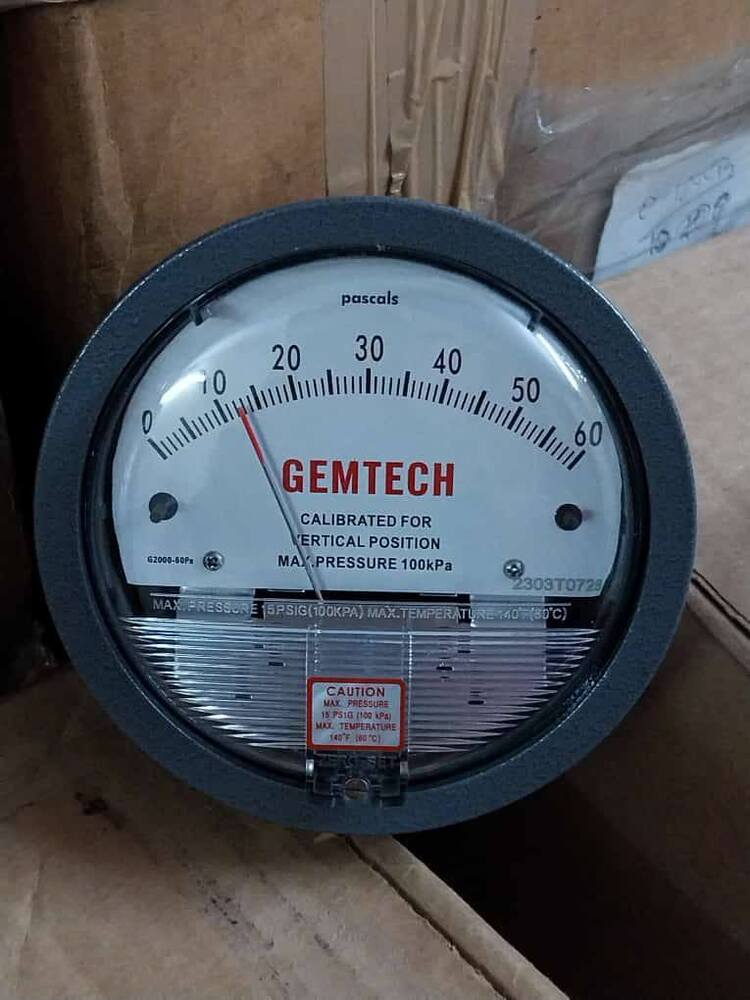 pascals
0 10 20 30 40 50 60
GEMTECH
CALIBRATED FOR
VERTICAL POSITION
MAX.PRESSURE 100kPa
G2000-60Pa
2303T0728
MAX.PRESSURE 15PSIG(100KPA) MAX.TEMPERATURE 140°F(60°C)
CAUTION
MAX. PRESSURE
15 PSIG (100 kPa)
MAX. TEMPERATURE
140°F (60°C)
ZERO SET